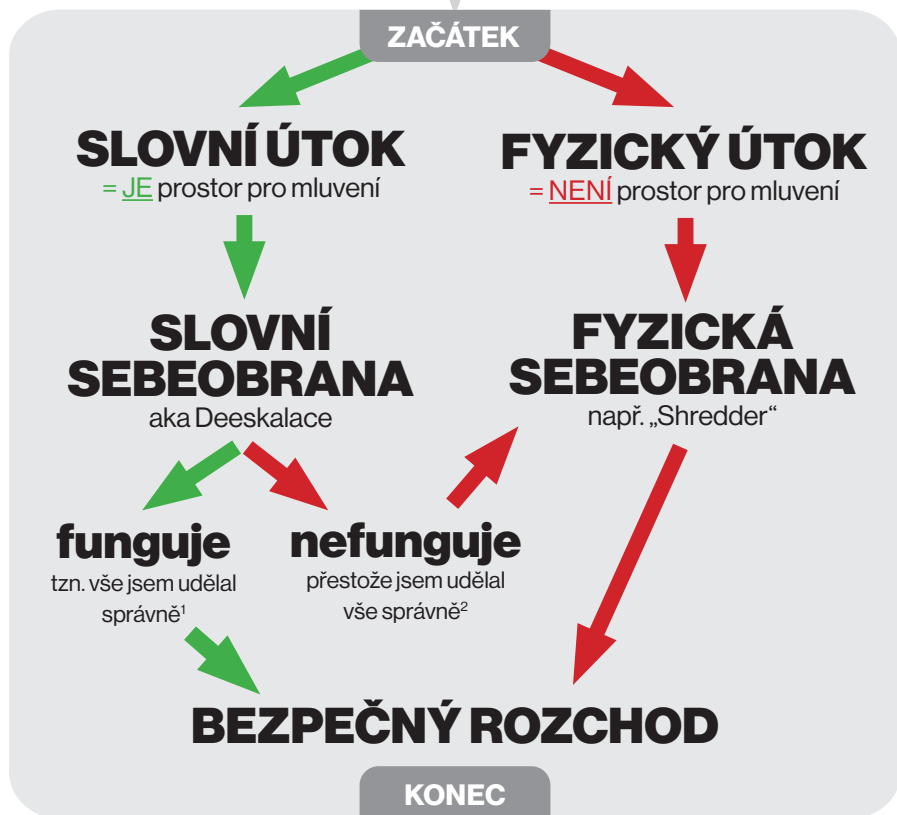 ZAČÁTEK
SLOVNÍ ÚTOK
= JE prostor pro mluvení
FYZICKÝ ÚTOK
= NENÍ prostor pro mluvení
SLOVNÍ
SEBEOBRANA
aka Deeskalace
FYZICKÁ
SEBEOBRANA
např. „Shredder“
funguje
tzn. vše jsem udělal
správně¹
nefunguje
přestože jsem udělal
vše správně²
BEZPEČNÝ ROZCHOD
KONEC